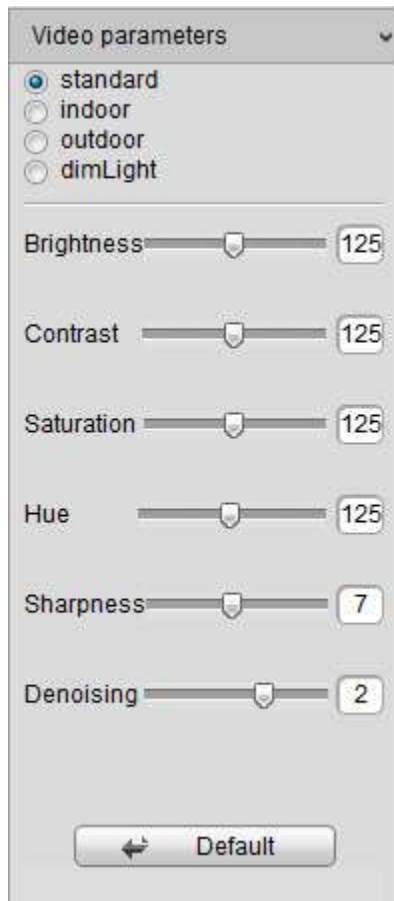 Video parameters
standard
indoor
outdoor
dimLight
Brightness 125
Contrast 125
Saturation 125
Hue 125
Sharpness 7
Denoising 2
Default